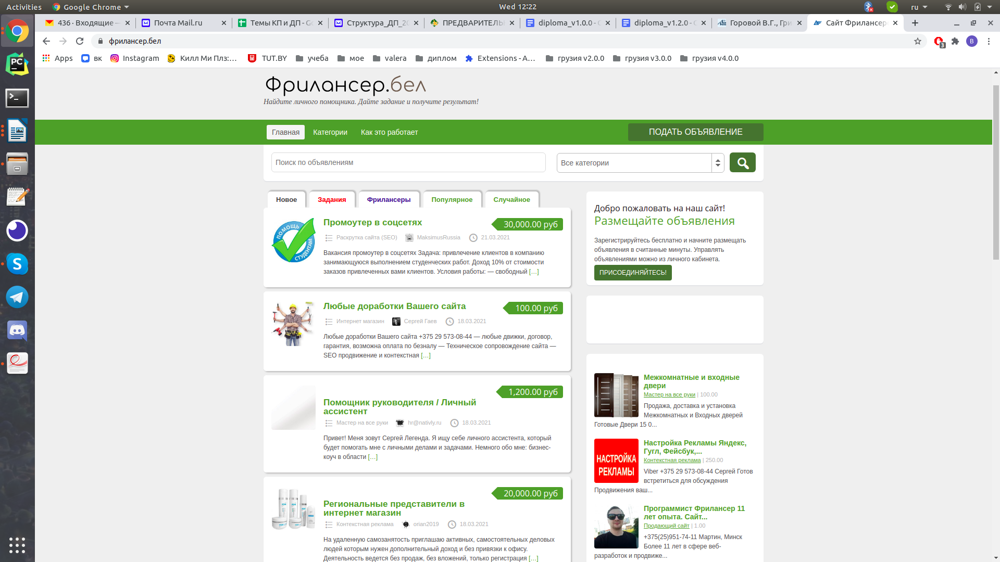 Activities
Google Chrome
Wed 12:22
ru
436 · Входящие –
Почта Mail.ru
Темы КП и ДП - Go
Структура_ДП_20
ПРЕДВАРИТЕЛЬ
diploma_v1.0.0 - G
diploma_v1.2.0 - G
Горовой В.Г., Гри
Сайт Фрилансер
фрилансер.бел
3
B
Apps
вк
Instagram
Килл Ми Плз:...
TUT.BY
учеба
мое
valera
диплом
Extensions - A...
грузия v2.0.0
грузия v3.0.0
грузия v4.0.0
Фрилансер.бел
Найдите личного помощника. Дайте задание и получите результат!
Главная
Категории
Как это работает
ПОДАТЬ ОБЪЯВЛЕНИЕ
Поиск по объявлениям
Все категории
Новое
Задания
Фрилансеры
Популярное
Случайное
ПОМОЩЬ
СТУДЕНТАМ
Промоутер в соцсетях
30,000.00 руб
Раскрутка сайта (SEO)
MaksimusRussia
21.03.2021
Вакансия промоутер в соцсетях Задача: привлечение клиентов в компанию
занимающуюся выполнением студенческих работ. Доход 10% от стоимости
заказов привлеченных вами клиентов. Условия работы: — свободный [...]
Любые доработки Вашего сайта
100.00 руб
Интернет магазин
Сергей Гаев
18.03.2021
Любые доработки Вашего сайта +375 29 573-08-44 — любые движки, договор,
гарантия, возможна оплата по безналу — Техническое сопровождение сайта —
SEO продвижение и контекстная [...]
1,200.00 руб
Помощник руководителя / Личный
ассистент
Мастер на все руки
hr@nativly.ru
18.03.2021
Привет! Меня зовут Сергей Легенда. Я ищу себе личного ассистента, который
будет помогать мне с личными делами и задачами. Немного обо мне: бизнес-
коуч в области [...]
20,000.00 руб
Региональные представители в
интернет магазин
Контекстная реклама
orian2019
18.03.2021
На удаленную самозанятость приглашаю активных, самостоятельных деловых
людей которым нужен дополнительный доход и без привязки к офису.
Деятельность ведется без продаж, без вложений, только регистрация [...]
Добро пожаловать на наш сайт!
Размещайте объявления
Зарегистрируйтесь бесплатно и начните размещать
объявления в считанные минуты. Управлять
объявлениями можно из личного кабинета.
ПРИСОЕДИНЯЙТЕСЬ!
Межкомнатные и входные
двери
Мастер на все руки | 100.00
Продажа, доставка и установка
Межкомнатных и Входных дверей
Готовые Двери 15 0...
НАСТРОЙКА
РЕКЛАМЫ
Настройка Рекламы Яндекс,
Гугл, Фейсбук,...
Контекстная реклама | 250.00
Viber +375 29 573-08-44 Сергей Готов
встретиться для обсуждения
Продвижения ваш...
Программист Фрилансер 11
лет опыта. Сайт...
Продающий сайт | 1.00
+375(25)951-74-11 Мартин, Минск
Более 11 лет в сфере веб-
разработок и продвиже...